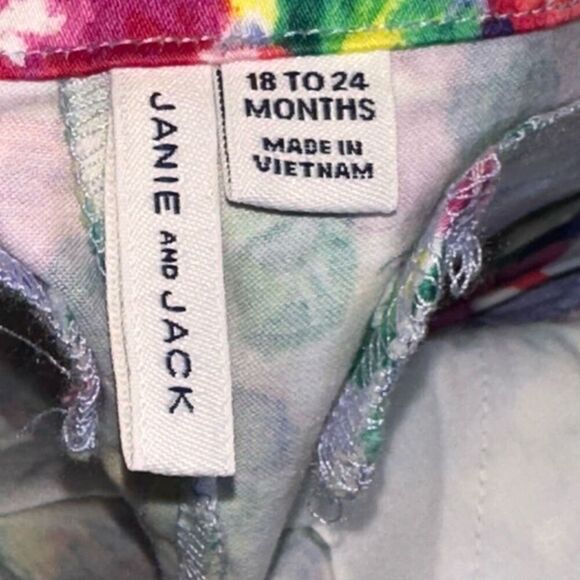 JANIE AND JACK
18 TO 24
MONTHS
MADE IN
VIETNAM